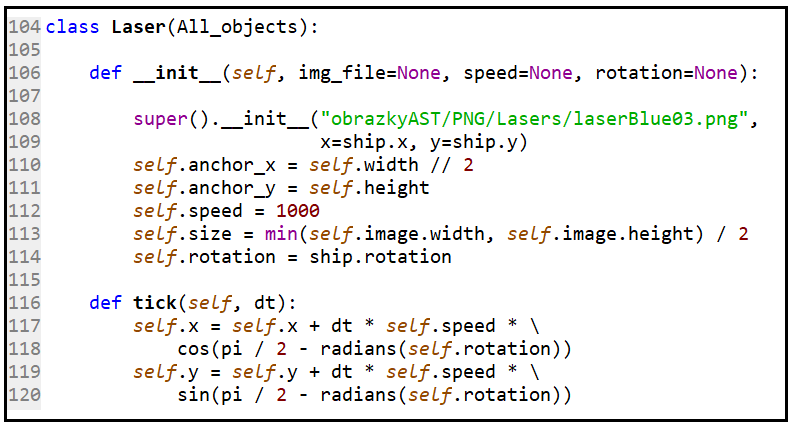 104 class Laser(All_objects):
105
106     def __init__(self, img_file=None, speed=None, rotation=None):
107
108         super().__init__("obrazkyAST/PNG/Lasers/laserBlue03.png",
109                          x=ship.x, y=ship.y)
110         self.anchor_x = self.width // 2
111         self.anchor_y = self.height
112         self.speed = 1000
113         self.size = min(self.image.width, self.image.height) / 2
114         self.rotation = ship.rotation
115
116     def tick(self, dt):
117         self.x = self.x + dt * self.speed * \
118             cos(pi / 2 - radians(self.rotation))
119         self.y = self.y + dt * self.speed * \
120             sin(pi / 2 - radians(self.rotation))